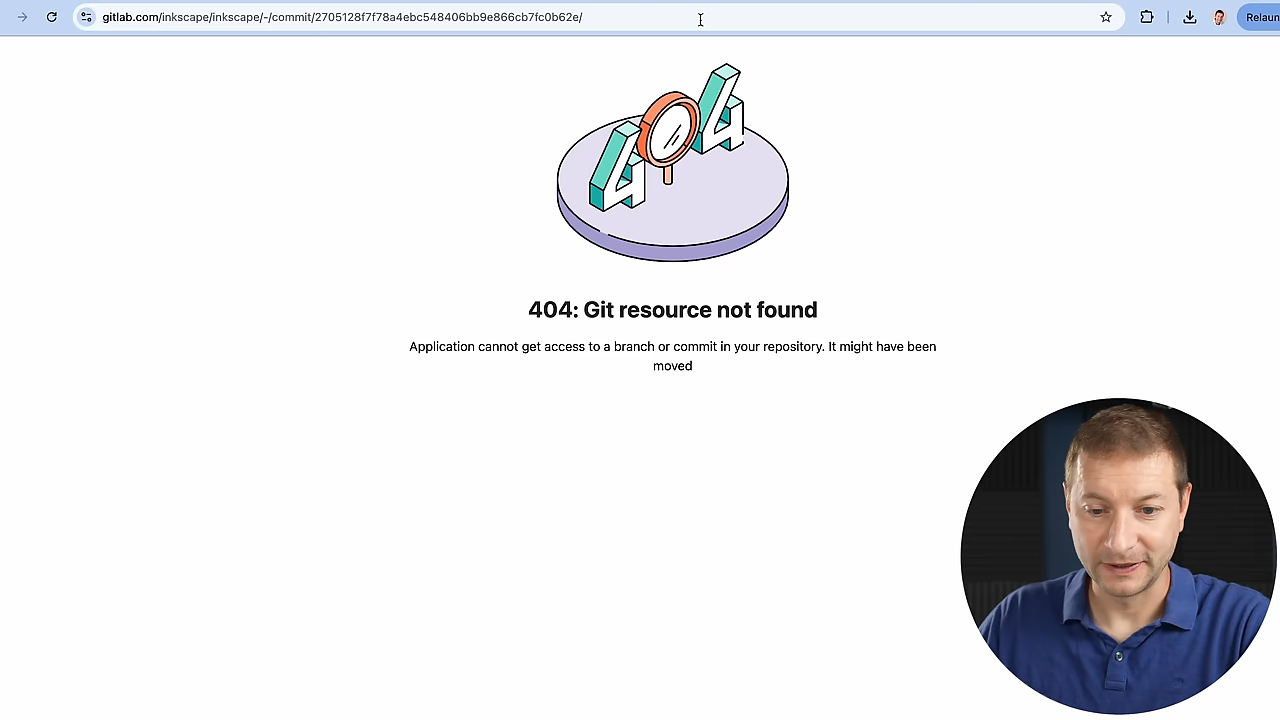 gitlab.com/inkscape/inkscape/-/commit/2705128f7f78a4ebc548406bb9e866cb7fc0b62e/
Relaun
404
404: Git resource not found
Application cannot get access to a branch or commit in your repository. It might have been
moved